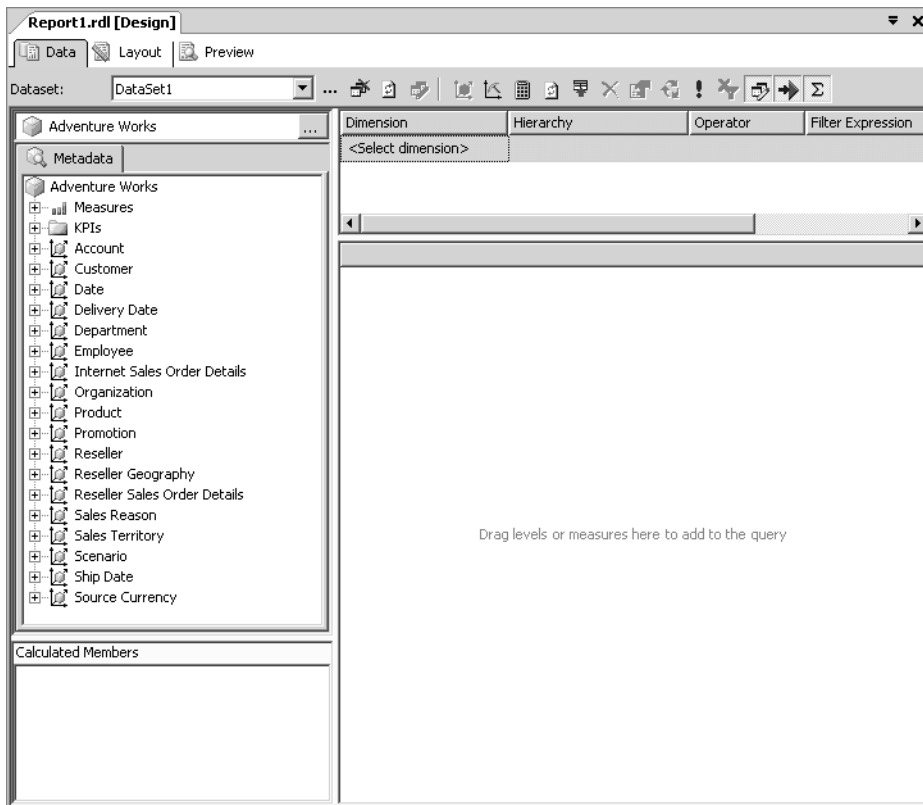 Report1.rdl [Design]
Data Layout Preview
Dataset: DataSet1 ...
Adventure Works ...
Metadata
Adventure Works
Measures
KPIs
Account
Customer
Date
Delivery Date
Department
Employee
Internet Sales Order Details
Organization
Product
Promotion
Reseller
Reseller Geography
Reseller Sales Order Details
Sales Reason
Sales Territory
Scenario
Ship Date
Source Currency
Calculated Members
Dimension Hierarchy Operator Filter Expression
<Select dimension>
Drag levels or measures here to add to the query